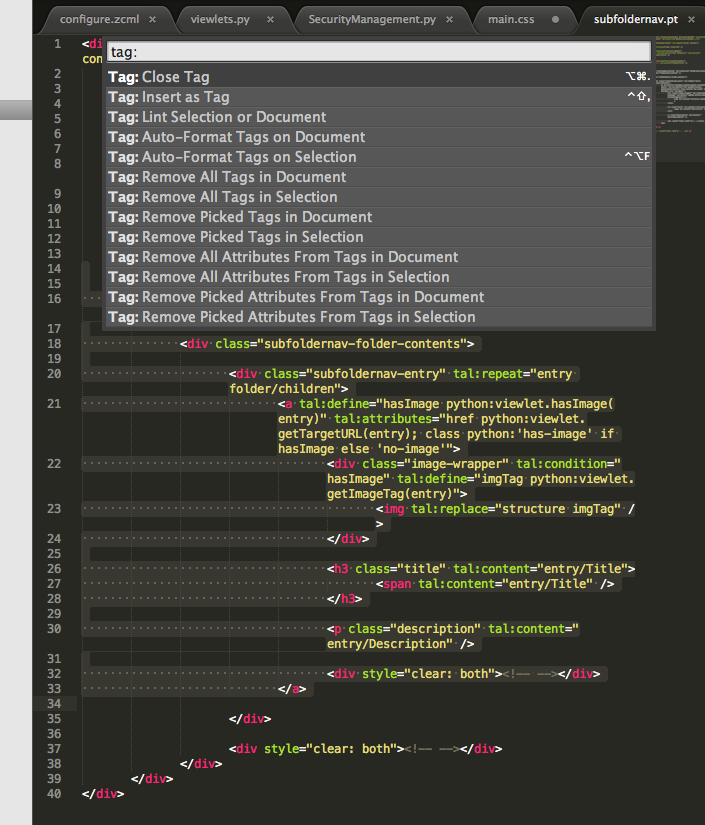 configure.zcml × viewlets.py × SecurityManagement.py × main.css subfoldernav.pt ×
1 <div
con
tag:
Tag: Close Tag ⌥⌘.
Tag: Insert as Tag ^⇧,
Tag: Lint Selection or Document
Tag: Auto-Format Tags on Document
Tag: Auto-Format Tags on Selection ^⌥F
Tag: Remove All Tags in Document
Tag: Remove All Tags in Selection
Tag: Remove Picked Tags in Document
Tag: Remove Picked Tags in Selection
Tag: Remove All Attributes From Tags in Document
Tag: Remove All Attributes From Tags in Selection
Tag: Remove Picked Attributes From Tags in Document
Tag: Remove Picked Attributes From Tags in Selection
2
3
4
5
6
7
8
9
10
11
12
13
14
15
16
17
18 <div class="subfoldernav-folder-contents">
19
20 <div class="subfoldernav-entry" tal:repeat="entry
folder/children">
21 <a tal:define="hasImage python:viewlet.hasImage(
entry)" tal:attributes="href python:viewlet.
getTargetURL(entry); class python:'has-image' if
hasImage else 'no-image'">
22 <div class="image-wrapper" tal:condition="
hasImage" tal:define="imgTag python:viewlet.
getImageTag(entry)">
23 <img tal:replace="structure imgTag" /
>
24 </div>
25
26 <h3 class="title" tal:content="entry/Title">
27 <span tal:content="entry/Title" />
28 </h3>
29
30 <p class="description" tal:content="
entry/Description" />
31
32 <div style="clear: both"><!-- --></div>
33 </a>
34
35 </div>
36
37 <div style="clear: both"><!-- --></div>
38 </div>
39 </div>
40 </div>